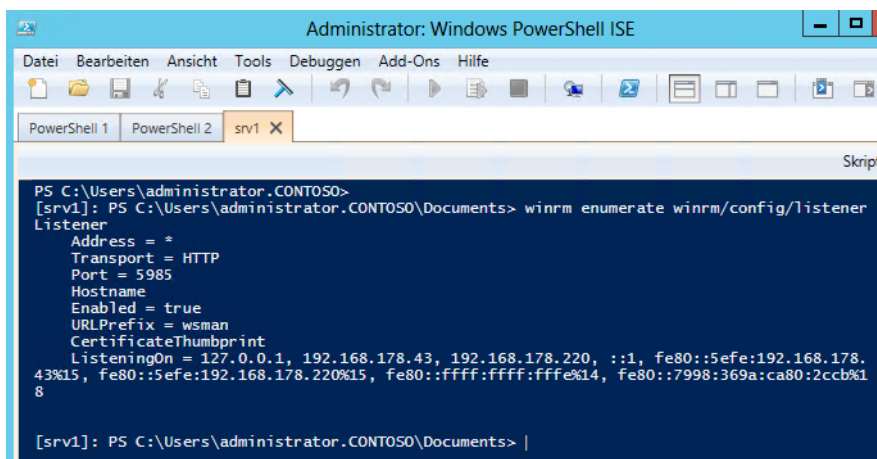 Administrator: Windows PowerShell ISE
Datei Bearbeiten Ansicht Tools Debuggen Add-Ons Hilfe
PowerShell 1 PowerShell 2 srv1
PS C:\Users\administrator.CONTOSO>
[srv1]: PS C:\Users\administrator.CONTOSO\Documents> winrm enumerate winrm/config/listener
Listener
Address = *
Transport = HTTP
Port = 5985
Hostname
Enabled = true
URLPrefix = wsman
CertificateThumbprint
ListeningOn = 127.0.0.1, 192.168.178.43, 192.168.178.220, ::1, fe80::5efe:192.168.178.
43%15, fe80::5efe:192.168.178.220%15, fe80::ffff:ffff:fffe%14, fe80::7998:369a:ca80:2ccb%1
8
[srv1]: PS C:\Users\administrator.CONTOSO\Documents>